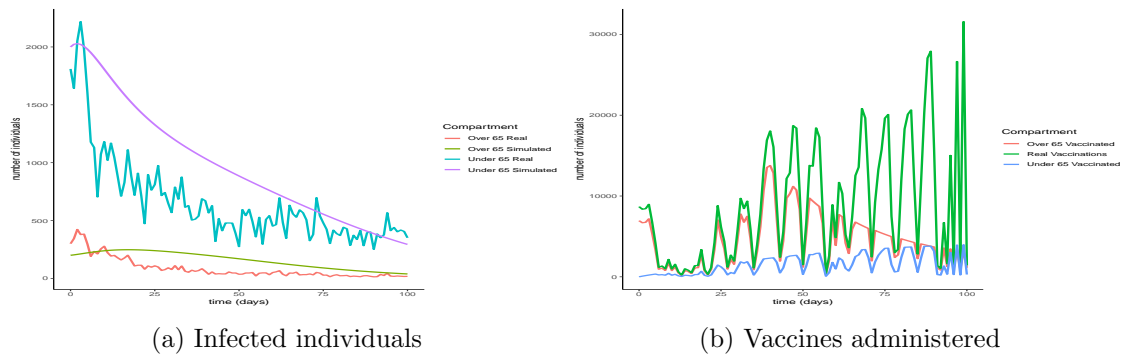 2000
1500
1000
500
0
number of individuals
0
25
50
75
100
time (days)
Compartment
Over 65 Real
Over 65 Simulated
Under 65 Real
Under 65 Simulated
(a) Infected individuals
30000
20000
10000
0
number of individuals
0
25
50
75
100
time (days)
Compartment
Over 65 Vaccinated
Real Vaccinations
Under 65 Vaccinated
(b) Vaccines administered